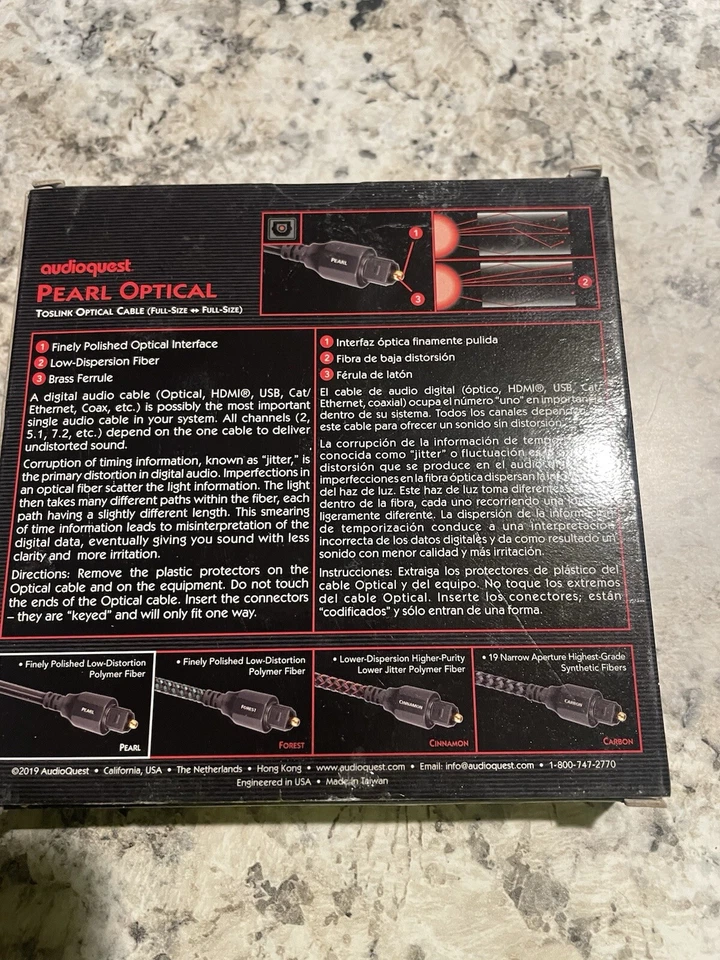 audioquest
PEARL OPTICAL
TOSLINK OPTICAL CABLE (FULL-SIZE ⇔ FULL-SIZE)
PEARL
1
3
2
1 Finely Polished Optical Interface
2 Low-Dispersion Fiber
3 Brass Ferrule
A digital audio cable (Optical, HDMI®, USB, Cat/
Ethernet, Coax, etc.) is possibly the most important
single audio cable in your system. All channels (2,
5.1, 7.2, etc.) depend on the one cable to deliver
undistorted sound.
Corruption of timing information, known as “jitter,” is
the primary distortion in digital audio. Imperfections in
an optical fiber scatter the light information. The light
then takes many different paths within the fiber, each
path having a slightly different length. This smearing
of time information leads to misinterpretation of the
digital data, eventually giving you sound with less
clarity and more irritation.
Directions: Remove the plastic protectors on the
Optical cable and on the equipment. Do not touch
the ends of the Optical cable. Insert the connectors
– they are “keyed” and will only fit one way.
1 Interfaz óptica finamente pulida
2 Fibra de baja distorsión
3 Férula de latón
El cable de audio digital (óptico, HDMI®, USB, Cat/
Ethernet, coaxial) ocupa el número “uno” en importancia
dentro de su sistema. Todos los canales dependen
este cable para ofrecer un sonido sin distorsión.
La corrupción de la información de
conocida como “jitter” o fluctuación es la
distorsión que se produce en el audio
imperfecciones en la fibra óptica dispersan la
del haz de luz. Este haz de luz toma diferentes
dentro de la fibra, cada uno recorriendo una
ligeramente diferente. La dispersión de la información
de temporización conduce a una interpretación
incorrecta de los datos digitales y da como resultado un
sonido con menor calidad y más irritación.
Instrucciones: Extraiga los protectores de plástico del
cable Optical y del equipo. No toque los extremos
del cable Optical. Inserte los conectores; están
“codificados” y sólo entran de una forma.
• Finely Polished Low-Distortion
Polymer Fiber
PEARL
PEARL
• Finely Polished Low-Distortion
Polymer Fiber
FOREST
FOREST
• Lower-Dispersion Higher-Purity
Lower Jitter Polymer Fiber
CINNAMON
CINNAMON
• 19 Narrow Aperture Highest-Grade
Synthetic Fibers
CARBON
CARBON
©2019 AudioQuest • California, USA • The Netherlands • Hong Kong • www.audioquest.com • Email: info@audioquest.com • 1-800-747-2770
Engineered in USA • Made in Taiwan